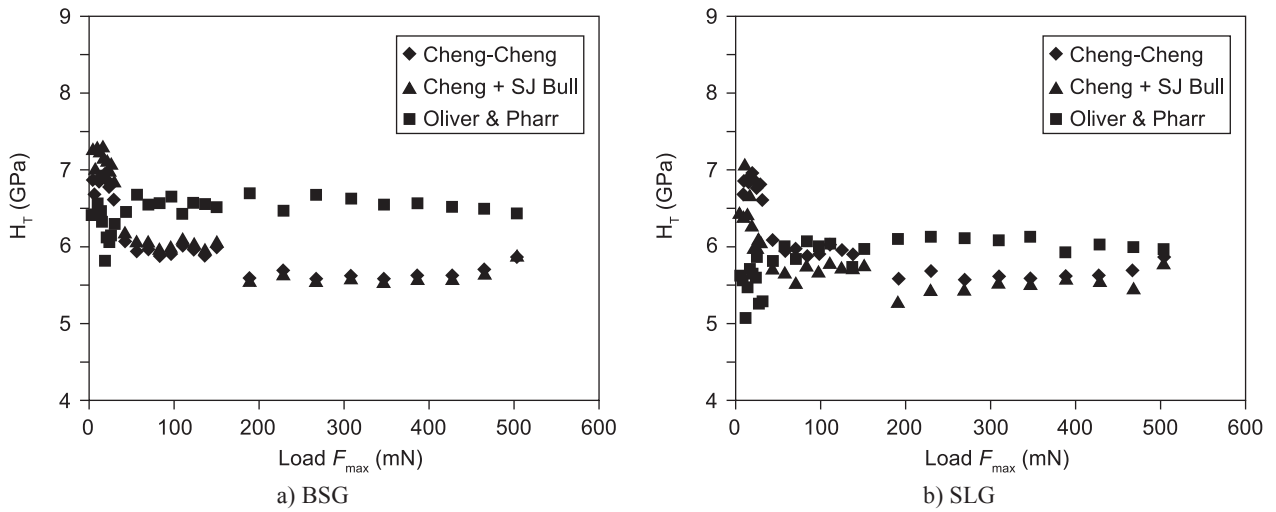 9
8
7
6
5
4
H_T (GPa)
Cheng-Cheng
Cheng + SJ Bull
Oliver & Pharr
0 100 200 300 400 500 600
Load F_max (mN)
a) BSG
9
8
7
6
5
4
H_T (GPa)
Cheng-Cheng
Cheng + SJ Bull
Oliver & Pharr
0 100 200 300 400 500 600
Load F_max (mN)
b) SLG